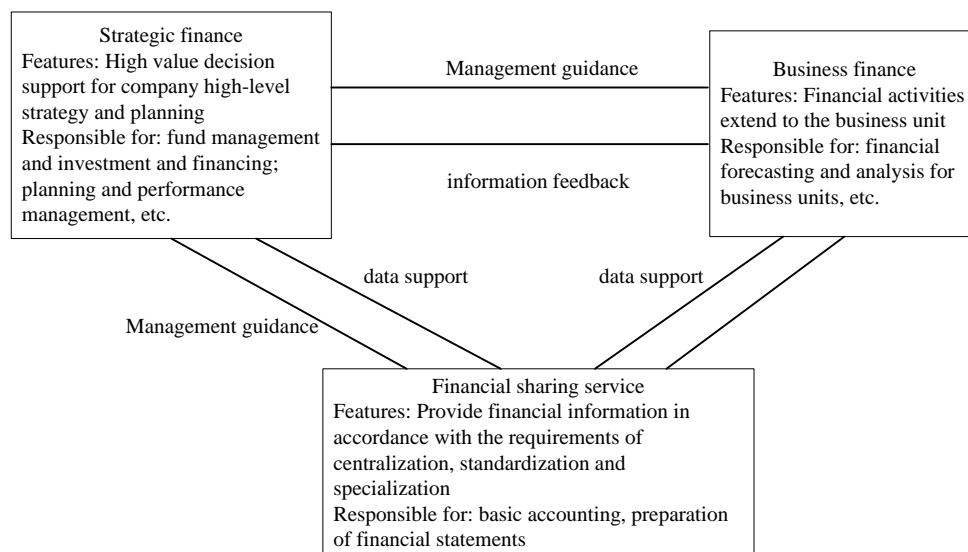 Strategic finance
Features: High value decision
support for company high-level
strategy and planning
Responsible for: fund management
and investment and financing;
planning and performance
management, etc.
Management guidance
information feedback
Business finance
Features: Financial activities
extend to the business unit
Responsible for: financial
forecasting and analysis for
business units, etc.
data support
data support
Management guidance
Financial sharing service
Features: Provide financial information in
accordance with the requirements of
centralization, standardization and
specialization
Responsible for: basic accounting, preparation
of financial statements